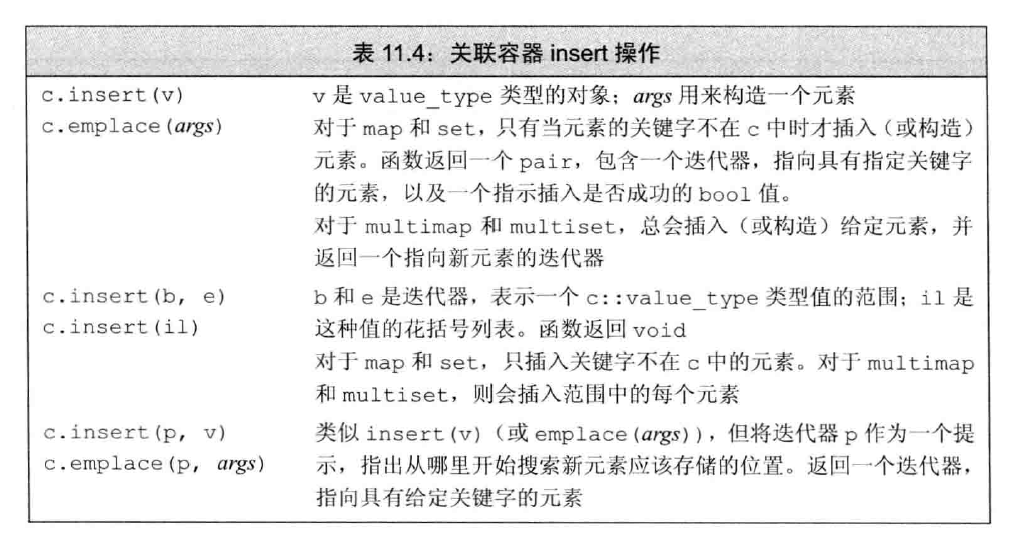 表 11.4：关联容器 insert 操作
c.insert(v) v 是 value_type 类型的对象；args 用来构造一个元素
c.emplace(args) 对于 map 和 set，只有当元素的关键字不在 c 中时才插入（或构造）
元素。函数返回一个 pair，包含一个迭代器，指向具有指定关键字
的元素，以及一个指示插入是否成功的 bool 值。
对于 multimap 和 multiset，总会插入（或构造）给定元素，并
返回一个指向新元素的迭代器
c.insert(b, e) b 和 e 是迭代器，表示一个 c::value_type 类型值的范围；il 是
c.insert(il) 这种值的花括号列表。函数返回 void
对于 map 和 set，只插入关键字不在 c 中的元素。对于 multimap
和 multiset，则会插入范围中的每个元素
c.insert(p, v) 类似 insert(v)（或 emplace(args)），但将迭代器 p 作为一个提
c.emplace(p, args) 示，指出从哪里开始搜索新元素应该存储的位置。返回一个迭代器，
指向具有给定关键字的元素